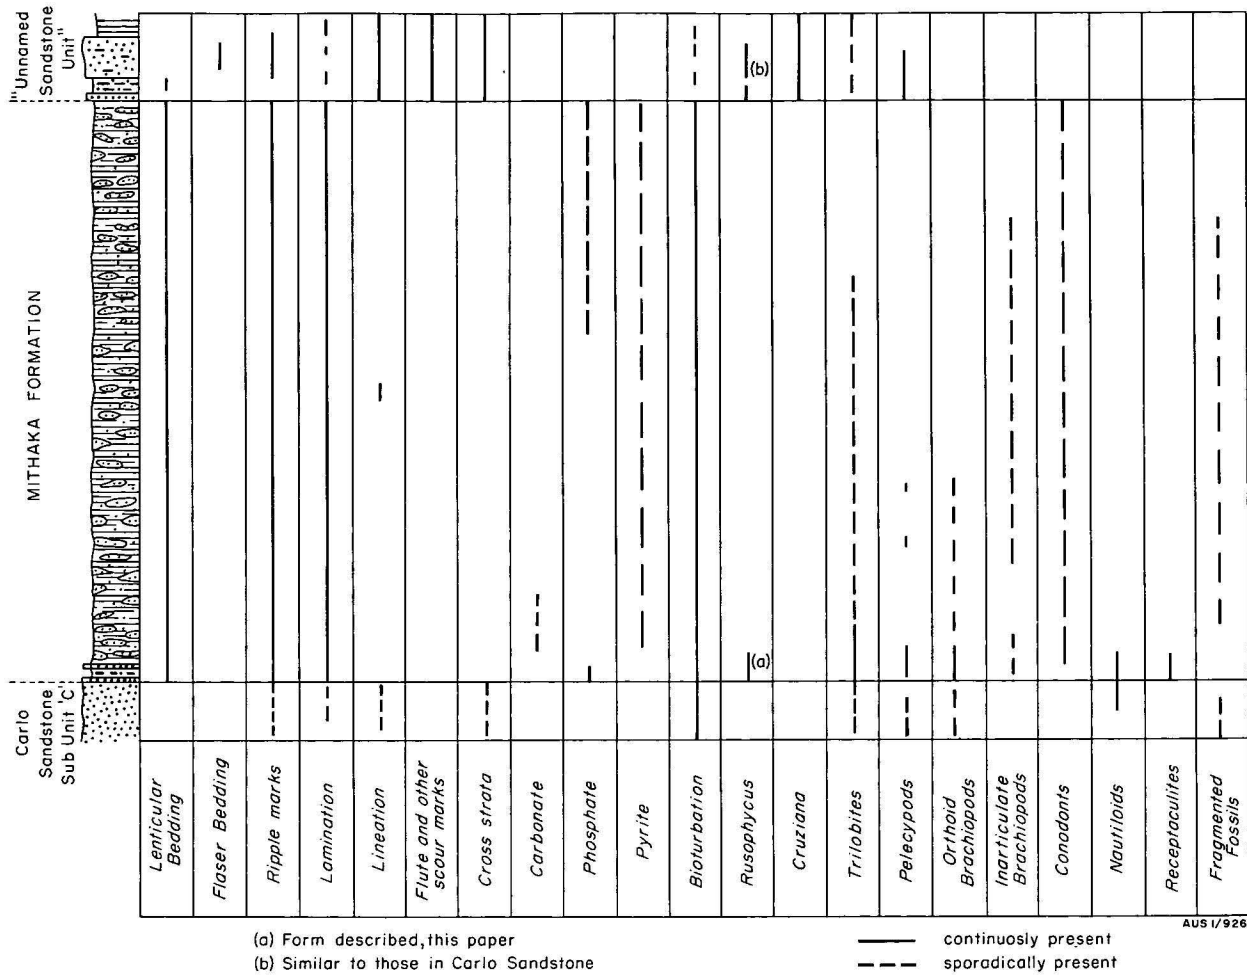 "Unnamed
Sandstone
Unit"
(b)
MITHAKA FORMATION
(a)
Carlo
Sandstone
Sub Unit 'C'
Lenticular
Bedding
Flaser Bedding
Ripple marks
Lamination
Lineation
Flute and other
scour marks
Cross strata
Carbonate
Phosphate
Pyrite
Bioturbation
Rusophycus
Cruziana
Trilobites
Pelecypods
Orthoid
Brachiopods
Inarticulate
Brachiopods
Conodonts
Nautiloids
Receptaculites
Fragmented
Fossils
AUS 1/926
(a) Form described, this paper
(b) Similar to those in Carlo Sandstone
continuosly present
sporadically present